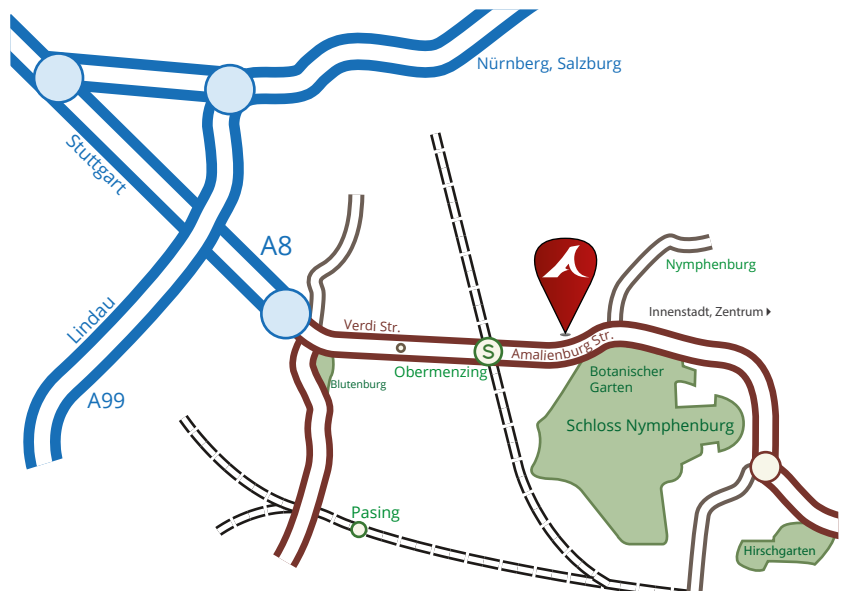 Nürnberg, Salzburg
Stuttgart
A8
Nymphenburg
Lindau
Innenstadt, Zentrum
Verdi Str.
Amalienburg Str.
S
Obermenzing
Botanischer
Garten
Blutenburg
A99
Schloss Nymphenburg
Pasing
Hirschgarten